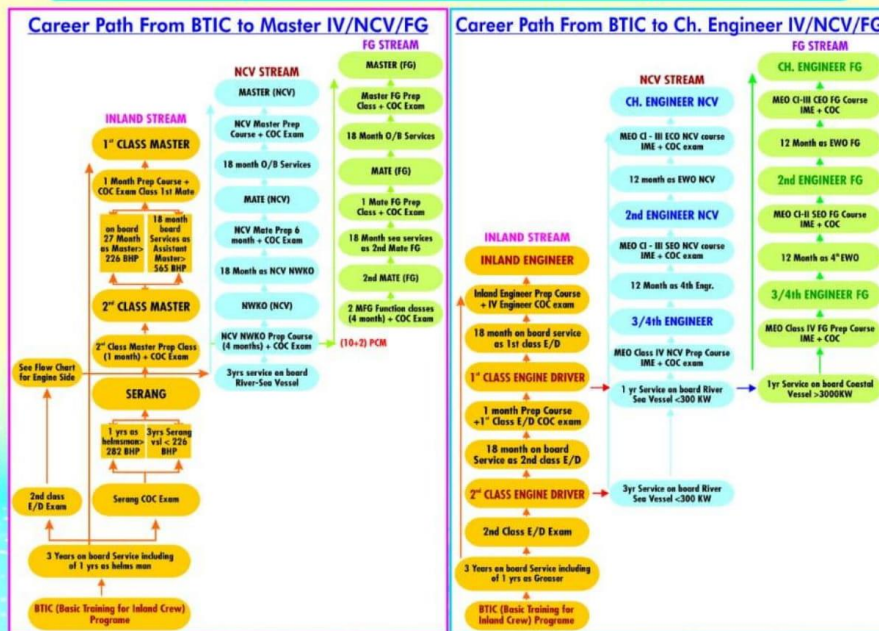 Career Path From BTIC to Master IV/NCV/FG
FG STREAM
MASTER (FG)
Master FG Prep
Class + COC Exam
18 Month O/B Services
MATE (FG)
1 Mate FG Prep
Class + COC Exam
18 Month sea services
as 2nd Mate FG
2nd MATE (FG)
2 MFG Function classes
(4 month) + COC Exam
(10+2) PCM
NCV STREAM
MASTER (NCV)
NCV Master Prep
Course + COC Exam
18 month O/B Services
MATE (NCV)
NCV Mate Prep 6
month + COC Exam
18 Month as NCV NWKO
NWKO (NCV)
NCV NWKO Prep Course
(4 months) + COC Exam
3yrs service on board
River-Sea Vessel
INLAND STREAM
1st CLASS MASTER
1 Month Prep Course +
COC Exam Class 1st Mate
on board
27 Month
as Master>
226 BHP
18 month
board
Services as
Assistant
Master>
565 BHP
2nd CLASS MASTER
2nd Class Master Prep Class
(1 month) + COC Exam
See Flow Chart
for Engine Side
SERANG
1 yrs as
helmsman>
282 BHP
3yrs Serang
vsl < 226
BHP
2nd class
E/D Exam
Serang COC Exam
3 Years on board Service including
of 1 yrs as helms man
BTIC (Basic Training for
Inland Crew)
Programe
Career Path From BTIC to Ch. Engineer IV/NCV/FG
FG STREAM
CH. ENGINEER FG
MEO CI-III CEO FG Course
IME + COC
12 Month as EWO FG
2nd ENGINEER FG
MEO CI-II SEO FG Course
IME + COC
12 Month as 4th EWO
3/4th ENGINEER FG
MEO Class IV FG Prep Course
IME + COC
1yr Service on board Coastal
Vessel >3000KW
NCV STREAM
CH. ENGINEER NCV
MEO CI - III ECO NCV course
IME + COC exam
12 month as EWO NCV
2nd ENGINEER NCV
MEO CI - III SEO NCV course
IME + COC exam
12 Month as 4th Engr.
3/4th ENGINEER
MEO Class IV NCV Prep Course
IME + COC exam
1 yr Service on board River
Sea Vessel <300 KW
3yr Service on board River
Sea Vessel <300 KW
INLAND STREAM
INLAND ENGINEER
Inland Engineer Prep Course
+ IV Engineer COC exam
18 month on board service
as 1st class E/D
1st CLASS ENGINE DRIVER
1 month Prep Course
+1st Class E/D COC exam
18 month on board
Service as 2nd class E/D
2nd CLASS ENGINE DRIVER
2nd Class E/D Exam
3 Years on board Service including
of 1 yrs as Greaser
BTIC (Basic Training for
Inland Crew) Programe